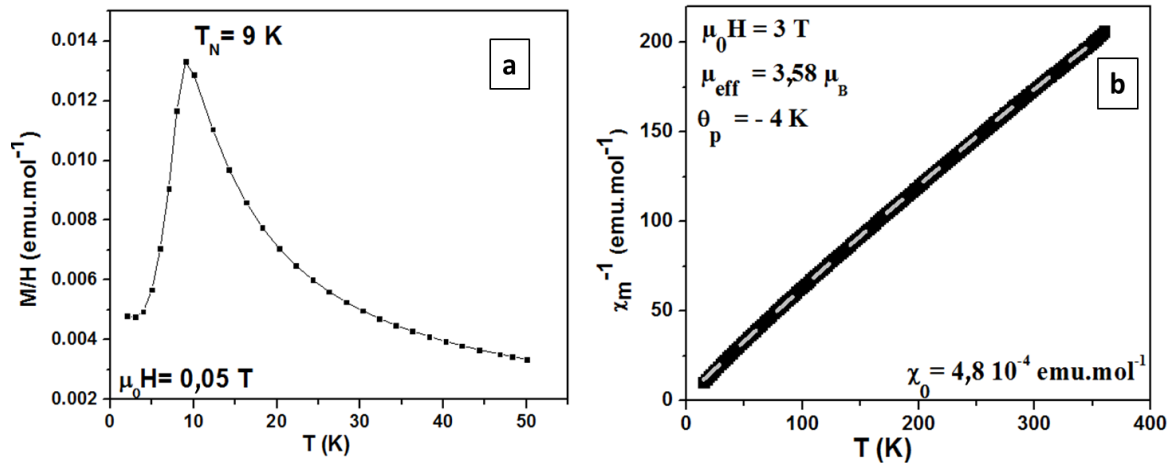 T_N = 9 K
a
0.014
0.012
0.010
0.008
0.006
0.004
0.002
M/H (emu.mol⁻¹)
μ₀H= 0,05 T
0 10 20 30 40 50
T (K)
μ₀H = 3 T
μ_eff = 3,58 μ_B
θ_p = - 4 K
b
200
150
100
50
0
χ_m⁻¹ (emu.mol⁻¹)
χ₀ = 4,8 10⁻⁴ emu.mol⁻¹
0 100 200 300 400
T (K)